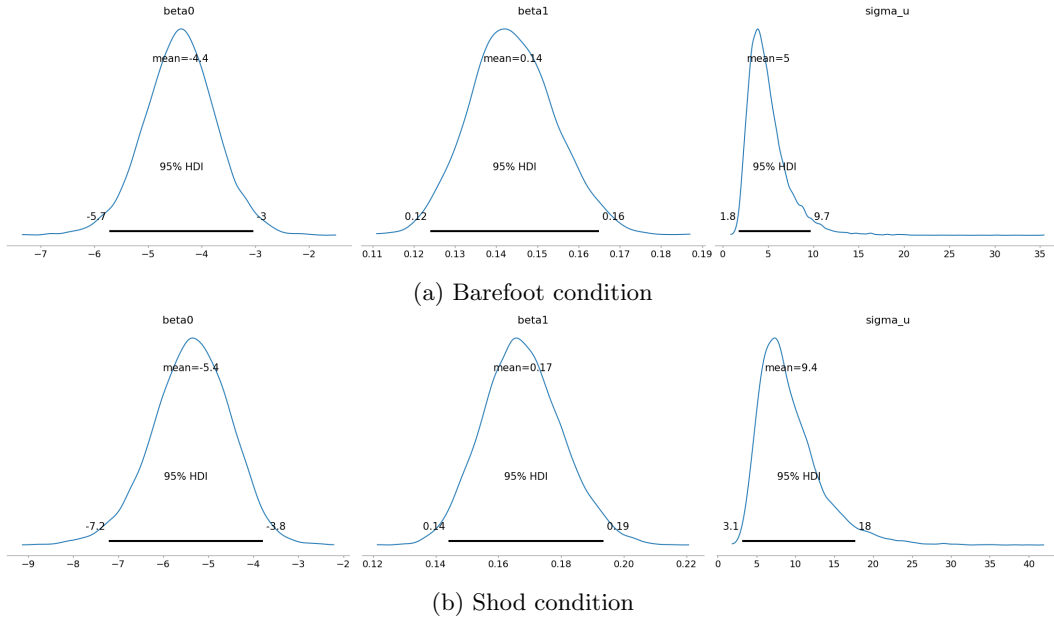 beta0 beta1 sigma_u
mean=-4.4 mean=0.14 mean=5
95% HDI 95% HDI 95% HDI
-5.7 -3 0.12 0.16 1.8 9.7
-7 -6 -5 -4 -3 -2 0.11 0.12 0.13 0.14 0.15 0.16 0.17 0.18 0.19 0 5 10 15 20 25 30 35
(a) Barefoot condition
beta0 beta1 sigma_u
mean=-5.4 mean=0.17 mean=9.4
95% HDI 95% HDI 95% HDI
-7.2 -3.8 0.14 0.19 3.1 18
-9 -8 -7 -6 -5 -4 -3 -2 0.12 0.14 0.16 0.18 0.20 0.22 0 5 10 15 20 25 30 35 40
(b) Shod condition